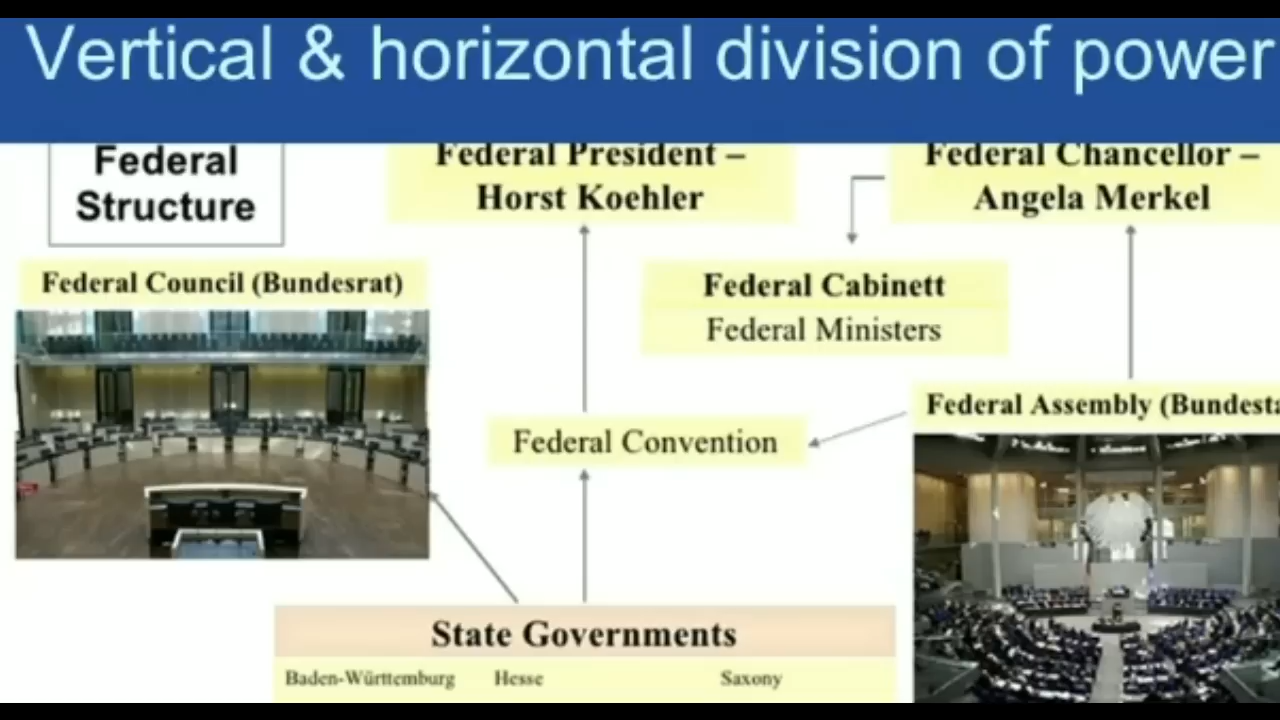 Vertical & horizontal division of power
Federal
Structure
Federal President –
Horst Koehler
Federal Chancellor –
Angela Merkel
Federal Council (Bundesrat)
Federal Cabinett
Federal Ministers
Federal Assembly (Bundesta
Federal Convention
State Governments
Baden-Württemburg Hesse Saxony